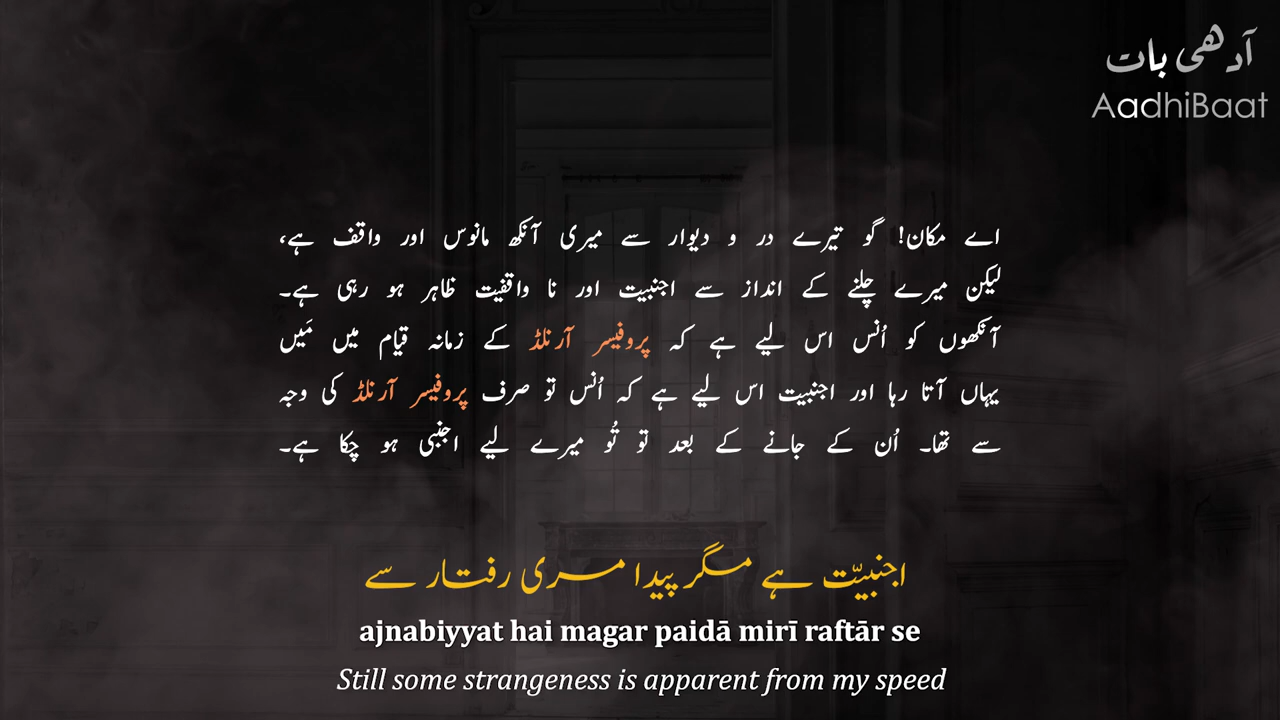 آدھی بات
AadhiBaat
اے مکان! گو تیرے در و دیوار سے میری آنکھ مانوس اور واقف ہے،
لیکن میرے چلنے کے انداز سے اجنبیت اور نا واقفیت ظاہر ہو رہی ہے۔
آنکھوں کو اُنس اس لیے ہے کہ پروفیسر آرنلڈ کے زمانہ قیام میں مَیں
یہاں آتا رہا اور اجنبیت اس لیے ہے کہ اُنس تو صرف پروفیسر آرنلڈ کی وجہ
سے تھا۔ اُن کے جانے کے بعد تو تُو میرے لیے اجنبی ہو چکا ہے۔
اجنبیّت ہے مگر پیدا مری رفتار سے
ajnabiyyat hai magar paidā mirī raftār se
Still some strangeness is apparent from my speed